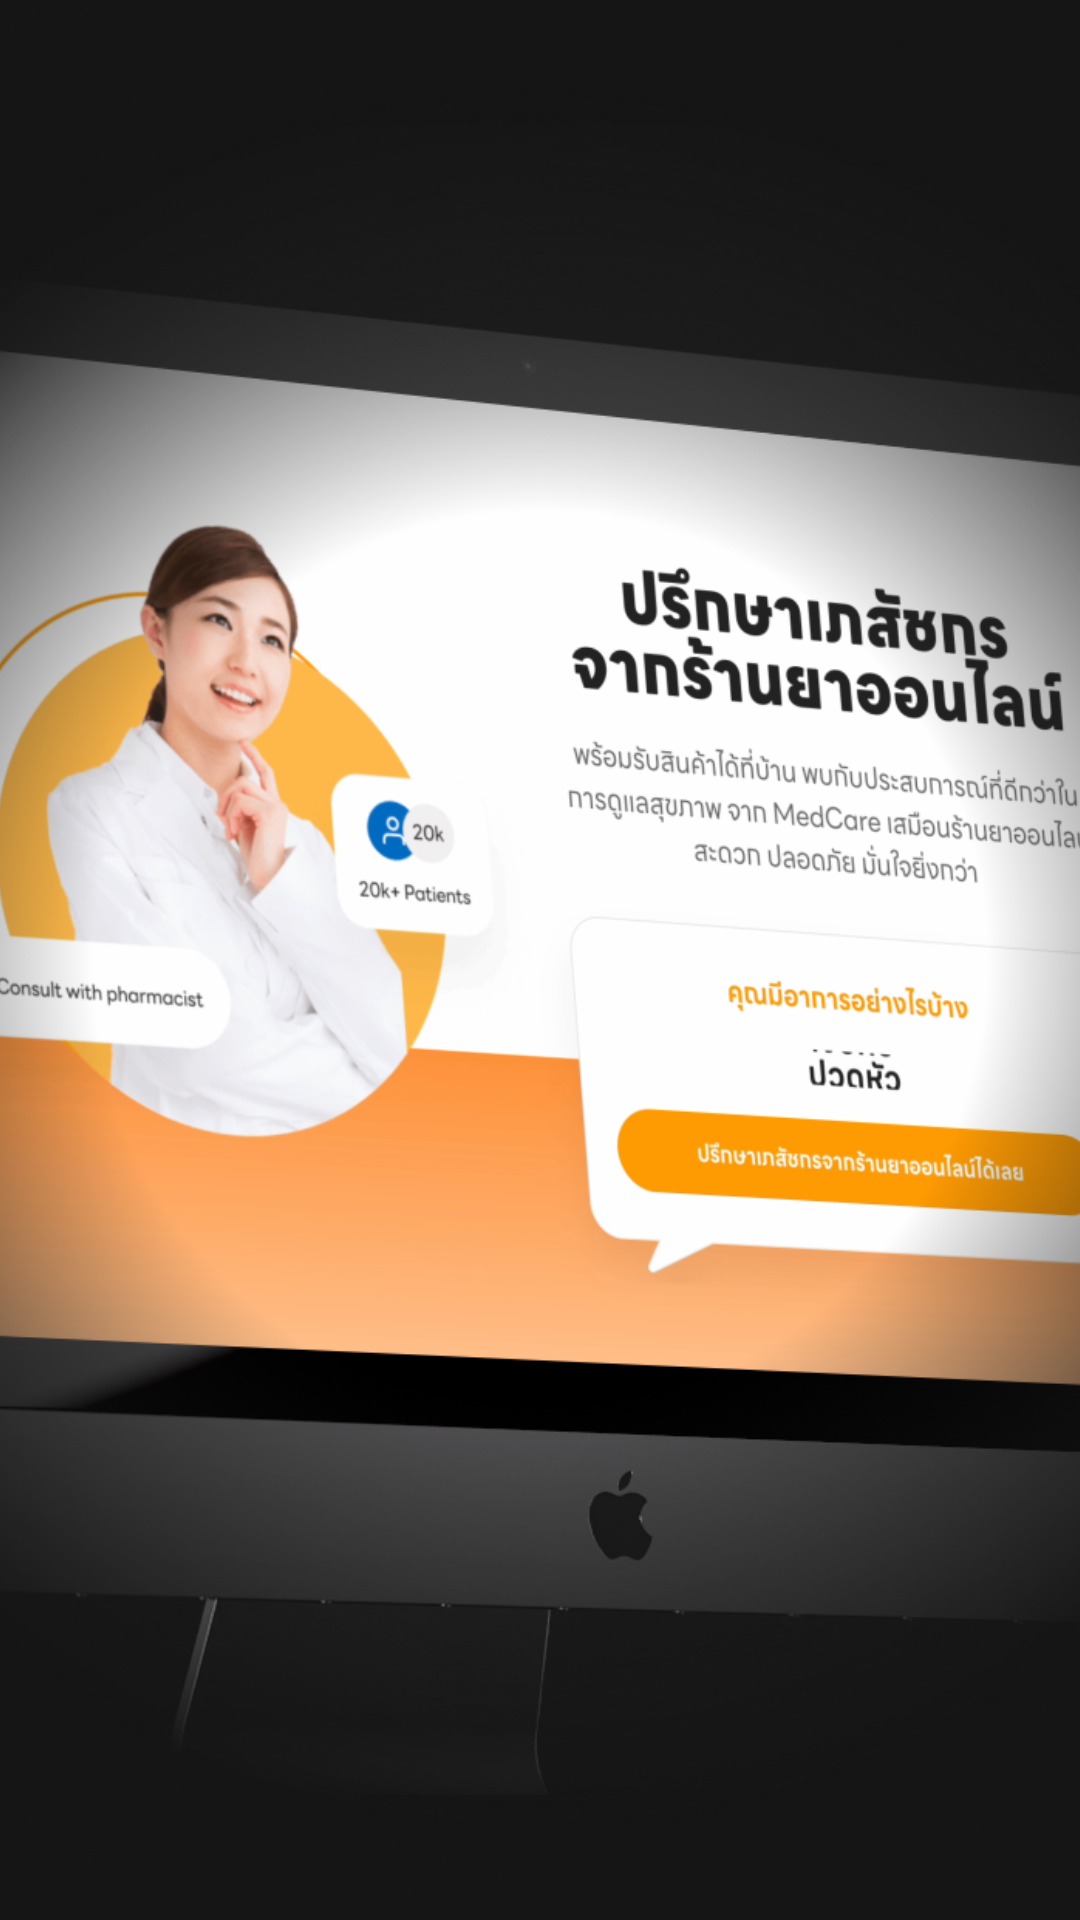 ปรึกษาเภสัชกร
จากร้านยาออนไลน์
พร้อมรับสินค้าได้ที่บ้าน พบกับประสบการณ์ที่ดีกว่าใน
การดูแลสุขภาพ จาก MedCare เสมือนร้านยาออนไลน์
สะดวก ปลอดภัย มั่นใจยิ่งกว่า
20k
20k+ Patients
Consult with pharmacist
คุณมีอาการอย่างไรบ้าง
ปวดหัว
ปรึกษาเภสัชกรจากร้านยาออนไลน์ได้เลย